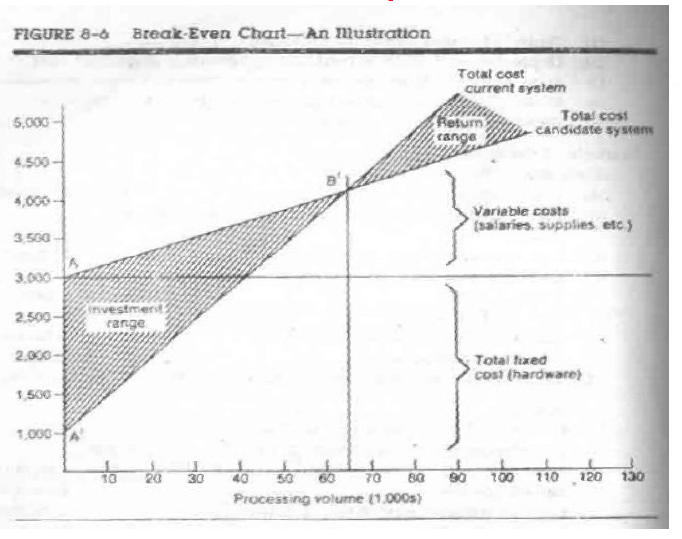 FIGURE 8-6 Break-Even Chart—An Illustration
Total cost
current system
Total cost
candidate system
Return
range
5,000
4,500
4,000
3,500
3,000
2,500
2,000
1,500
1,000
B'
A
A'
Variable costs
(salaries, supplies, etc.)
Investment
range
Total fixed
cost (hardware)
10 20 30 40 50 60 70 80 90 100 110 120 130
Processing volume (1,000s)